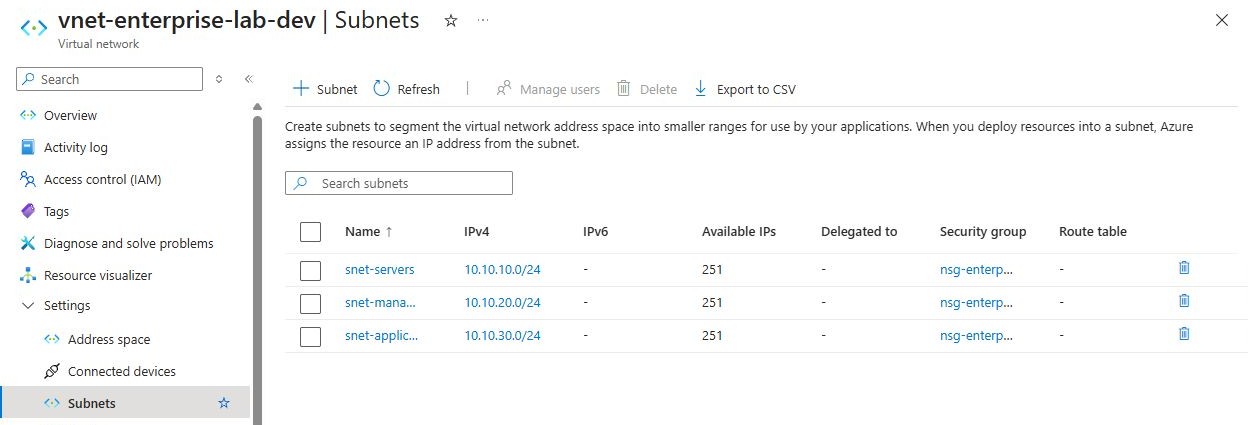 vnet-enterprise-lab-dev | Subnets
Virtual network
Search
Overview
Activity log
Access control (IAM)
Tags
Diagnose and solve problems
Resource visualizer
Settings
Address space
Connected devices
Subnets
+ Subnet Refresh | Manage users Delete Export to CSV
Create subnets to segment the virtual network address space into smaller ranges for use by your applications. When you deploy resources into a subnet, Azure
assigns the resource an IP address from the subnet.
Search subnets
Name ↑ IPv4 IPv6 Available IPs Delegated to Security group Route table
snet-servers 10.10.10.0/24 - 251 - nsg-enterp... -
snet-mana... 10.10.20.0/24 - 251 - nsg-enterp... -
snet-applic... 10.10.30.0/24 - 251 - nsg-enterp... -